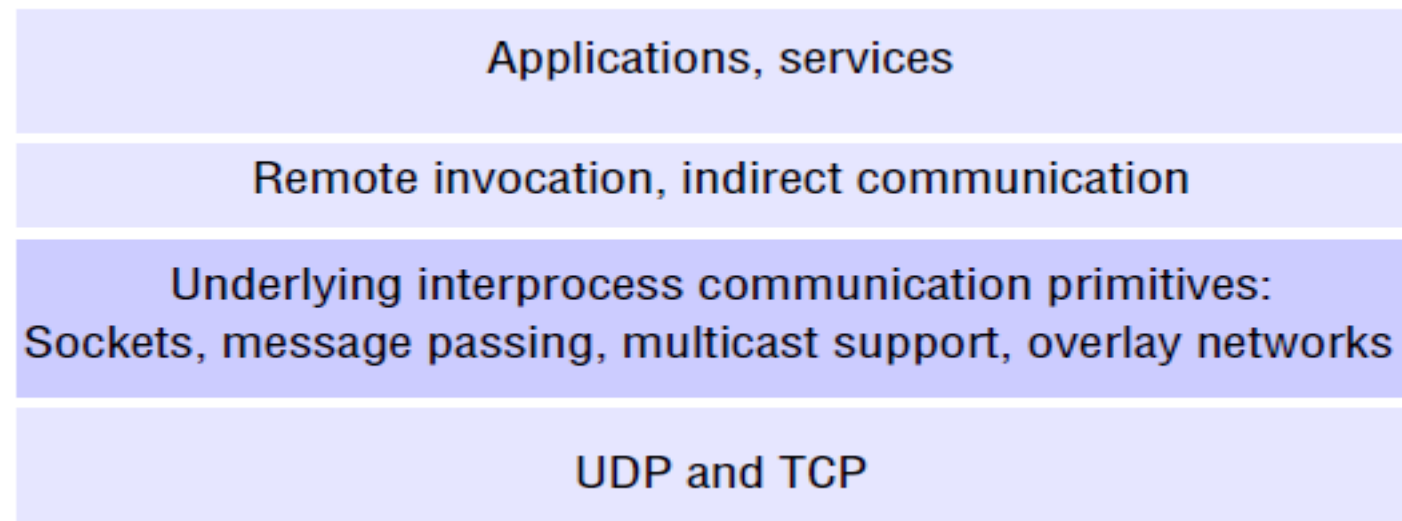 Applications, services
Remote invocation, indirect communication
Underlying interprocess communication primitives:
Sockets, message passing, multicast support, overlay networks
UDP and TCP